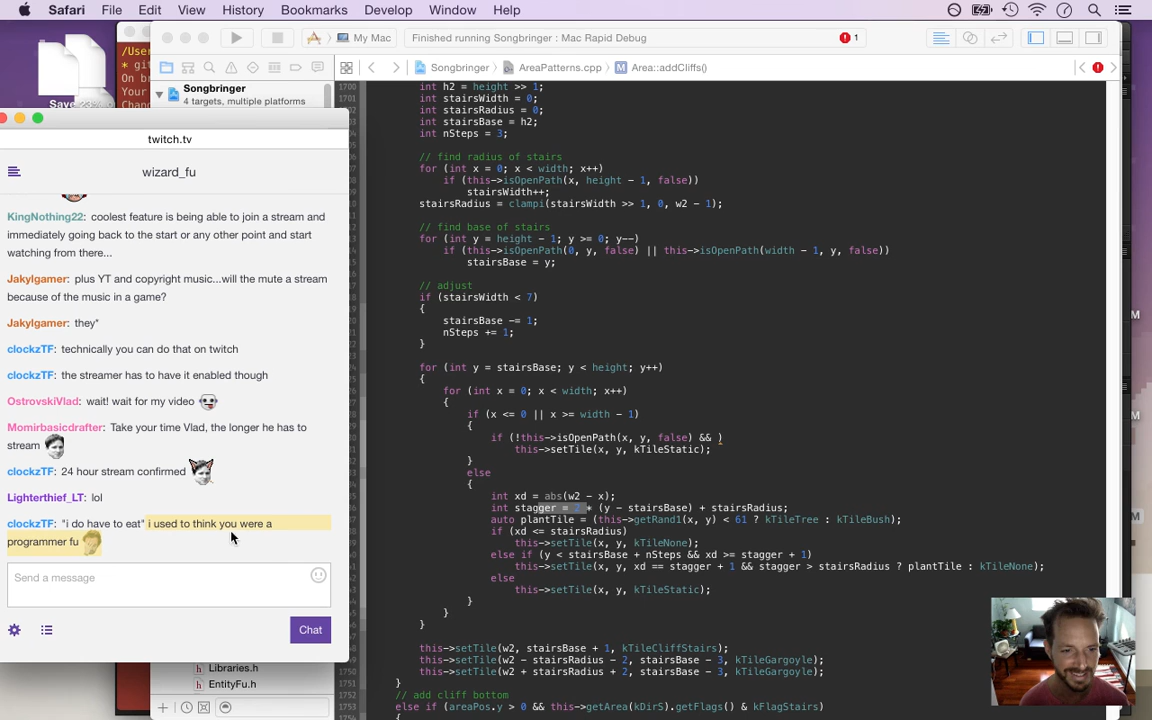 Safari File Edit View History Bookmarks Develop Window Help
My Mac
Finished running Songbringer : Mac Rapid Debug
1
Songbringer AreaPatterns.cpp M Area::addCliffs()
Songbringer
4 targets, multiple platforms
twitch.tv
wizard_fu
KingNothing22: coolest feature is being able to join a stream and
immediately going back to the start or any other point and start
watching from there...
Jakylgamer: plus YT and copyright music...will the mute a stream
because of the music in a game?
Jakylgamer: they*
clockzTF: technically you can do that on twitch
clockzTF: the streamer has to have it enabled though
OstrovskiVlad: wait! wait for my video
Momirbasicdrafter: Take your time Vlad, the longer he has to
stream
clockzTF: 24 hour stream confirmed
Lighterthief_LT: lol
clockzTF: "i do have to eat" i used to think you were a
programmer fu
Send a message
Chat
Libraries.h
EntityFu.h
1700 int h2 = height >> 1;
1701 int stairsWidth = 0;
1702 int stairsRadius = 0;
1703 int stairsBase = h2;
int nSteps = 3;
// find radius of stairs
for (int x = 0; x < width; x++)
if (this->isOpenPath(x, height - 1, false))
stairsWidth++;
stairsRadius = clampi(stairsWidth >> 1, 0, w2 - 1);
// find base of stairs
for (int y = height - 1; y >= 0; y--)
if (this->isOpenPath(0, y, false) || this->isOpenPath(width - 1, y, false))
stairsBase = y;
// adjust
if (stairsWidth < 7)
{
stairsBase -= 1;
nSteps += 1;
}
for (int y = stairsBase; y < height; y++)
{
for (int x = 0; x < width; x++)
{
if (x <= 0 || x >= width - 1)
{
if (!this->isOpenPath(x, y, false) && )
this->setTile(x, y, kTileStatic);
}
else
{
int xd = abs(w2 - x);
int stagger = 2 * (y - stairsBase) + stairsRadius;
auto plantTile = (this->getRand1(x, y) < 61 ? kTileTree : kTileBush);
if (xd <= stairsRadius)
this->setTile(x, y, kTileNone);
else if (y < stairsBase + nSteps && xd >= stagger + 1)
this->setTile(x, y, xd == stagger + 1 && stagger > stairsRadius ? plantTile : kTileNone);
else
this->setTile(x, y, kTileStatic);
}
}
}
this->setTile(w2, stairsBase + 1, kTileCliffStairs);
this->setTile(w2 - stairsRadius - 2, stairsBase - 3, kTileGargoyle);
this->setTile(w2 + stairsRadius + 2, stairsBase - 3, kTileGargoyle);
1751 }
1752 // add cliff bottom
1753 else if (areaPos.y > 0 && this->getArea(kDirS).getFlags() & kFlagStairs)
{